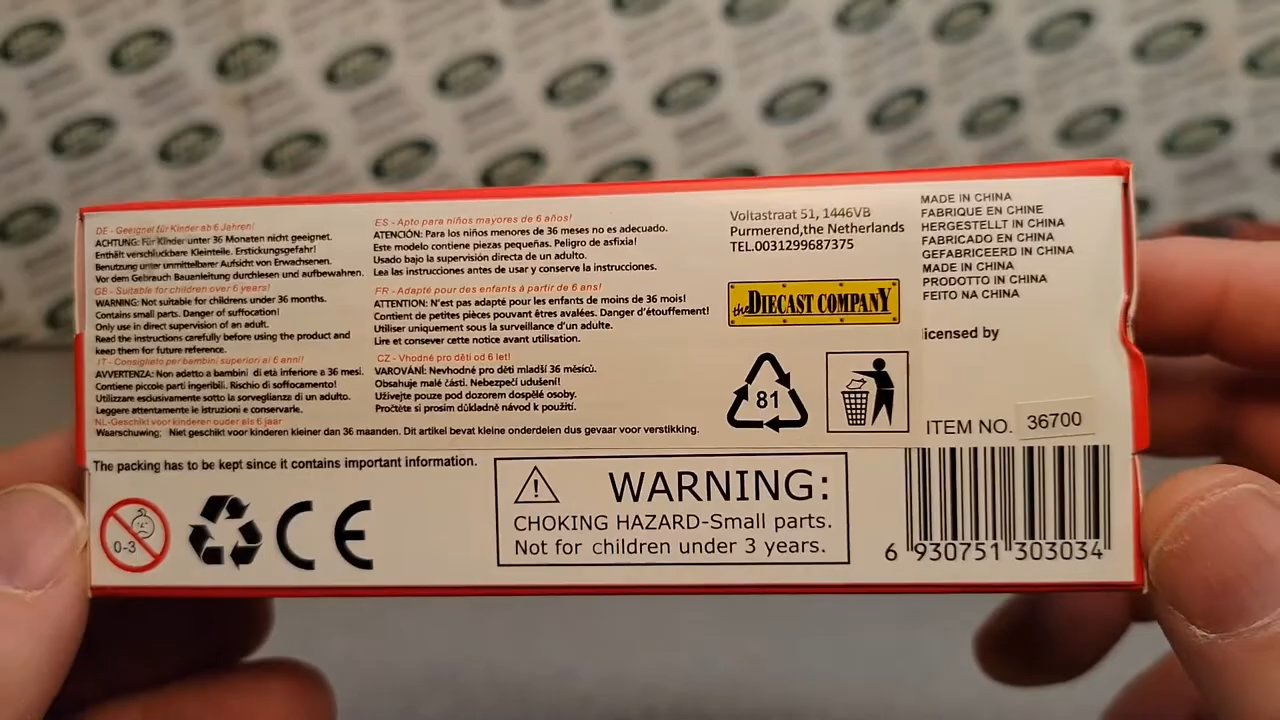 DE - Geeignet für Kinder ab 6 Jahren!
ACHTUNG: Für Kinder unter 36 Monaten nicht geeignet.
Enthält verschluckbare Kleinteile. Erstickungsgefahr!
Benutzung unter unmittelbarer Aufsicht von Erwachsenen.
Vor dem Gebrauch Bauanleitung durchlesen und aufbewahren.
GB - Suitable for children over 6 years!
WARNING: Not suitable for childrens under 36 months.
Contains small parts. Danger of suffocation!
Only use in direct supervision of an adult.
Read the instructions carefully before using the product and
keep them for future reference.
IT - Consigliato per bambini superiori ai 6 anni!
AVVERTENZA: Non adatto a bambini di età inferiore a 36 mesi.
Contiene piccole parti ingeribili. Rischio di soffocamento!
Utilizzare esclusivamente sotto la sorveglianza di un adulto.
Leggere attentamente le istruzioni e conservarle.
ES - Apto para niños mayores de 6 años!
ATENCIÓN: Para los niños menores de 36 meses no es adecuado.
Este modelo contiene piezas pequeñas. Peligro de asfixia!
Usado bajo la supervisión directa de un adulto.
Lea las instrucciones antes de usar y conserve la instrucciones.
FR - Adapté pour des enfants á partir de 6 ans!
ATTENTION: N'est pas adapté pour les enfants de moins de 36 mois!
Contient de petites pièces pouvant êtres avalées. Danger d'étouffement!
Utiliser uniquement sous la surveillance d'un adulte.
Lire et consever cette notice avant utilisation.
CZ - Vhodné pro děti od 6 let!
VAROVÁNÍ: Nevhodné pro děti mladší 36 měsíců.
Obsahuje malé části. Nebezpečí udušení!
Užívejte pouze pod dozorem dospělé osoby.
Pročtěte si prosim důkladně návod k použití.
NL-Geschikt voor kinderen ouder als 6 jaar
Waarschuwing: Niet geschikt voor kinderen kleiner dan 36 maanden. Dit artikel bevat kleine onderdelen dus gevaar voor verstikking.
Voltastraat 51, 1446VB
Purmerend,the Netherlands
TEL.0031299687375
the DIECAST COMPANY
81
MADE IN CHINA
FABRIQUE EN CHINE
HERGESTELLT IN CHINA
FABRICADO EN CHINA
GEFABRICEERD IN CHINA
MADE IN CHINA
PRODOTTO IN CHINA
FEITO NA CHINA
licensed by
ITEM NO. 36700
The packing has to be kept since it contains important information.
0-3
CE
WARNING:
CHOKING HAZARD-Small parts.
Not for children under 3 years.
6 930751 303034